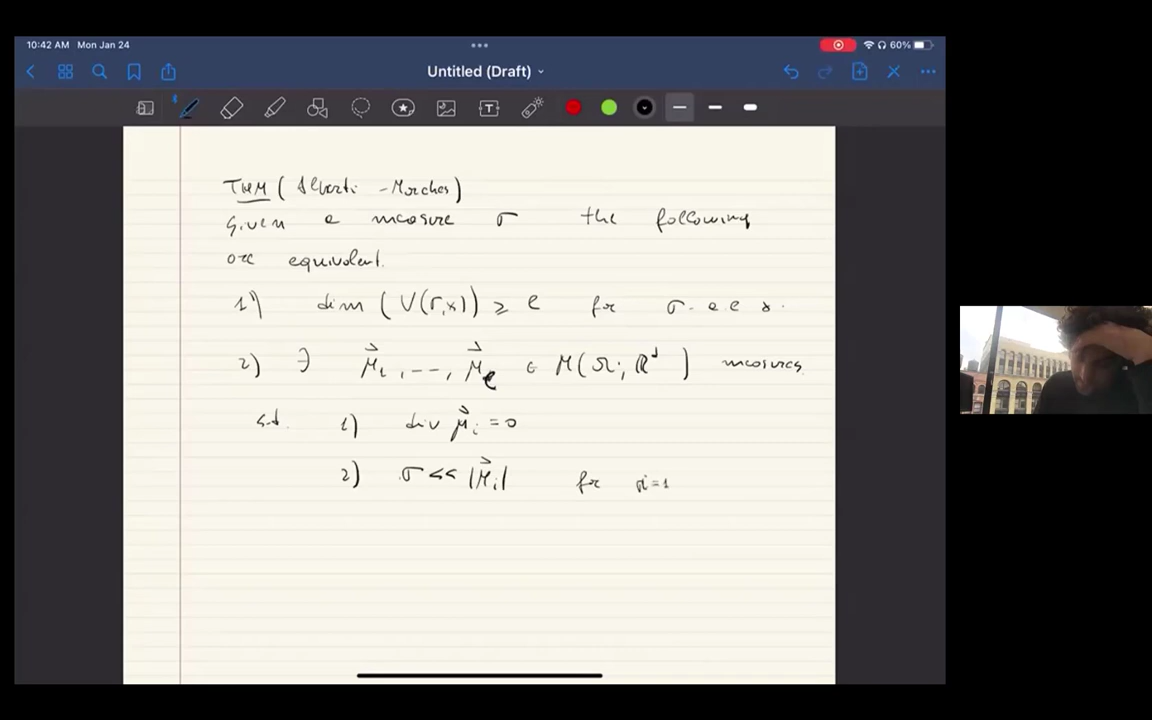 10:42 AM Mon Jan 24
60%
Untitled (Draft)
THM (Alberti - Marchese)
Given a measure σ the following
are equivalent.
1) dim (V(σ,x)) ≥ ℓ for σ-a.e x.
2) ∃ μ⃗₁, --, μ⃗ℓ ∈ M(Ω; ℝᵈ) measures
s.t. 1) div μ⃗ᵢ = 0
2) σ << |μ⃗ᵢ| for i=1